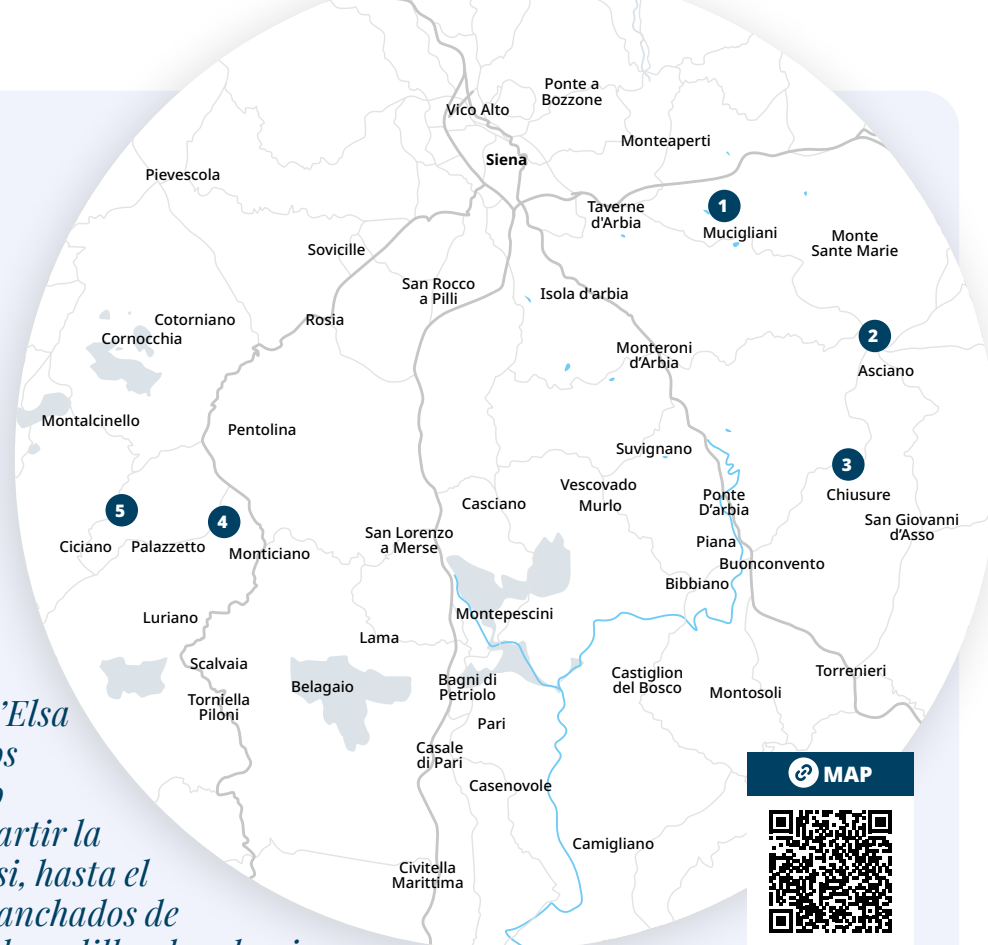 Ponte a
Bozzone
Vico Alto
Monteaperti
Siena
Pievescola
1
Taverne
d'Arbia
Mucigliani
Monte
Sante Marie
Sovicille
San Rocco
a Pilli
Isola d'arbia
Cotorniano
Rosia
Cornocchia
2
Monteroni
d'Arbia
Asciano
Montalcinello
Pentolina
Suvignano
3
Vescovado
Murlo
Ponte
D'arbia
Chiusure
Casciano
5
4
San Giovanni
d'Asso
San Lorenzo
a Merse
Piana
Ciciano
Palazzetto
Monticiano
Buonconvento
Bibbiano
Luriano
Montepescini
Lama
Scalvaia
Torrenieri
Castiglion
del Bosco
Belagaio
Bagni di
Petriolo
Montosoli
Torniella
Piloni
Pari
Casale
di Pari
Casenovole
Camigliano
Civitella
Marittima
MAP
’Elsa
artir la
si, hasta el
anchados de